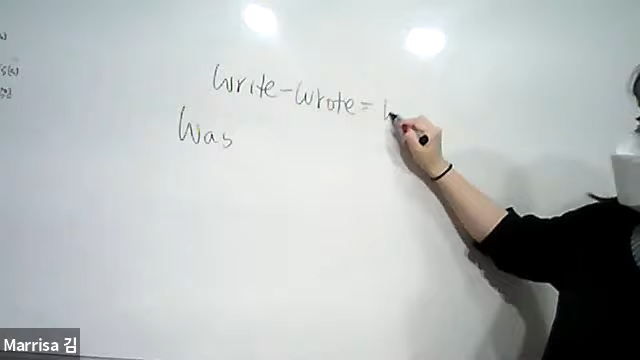 write - wrote =
was
Marrisa 김